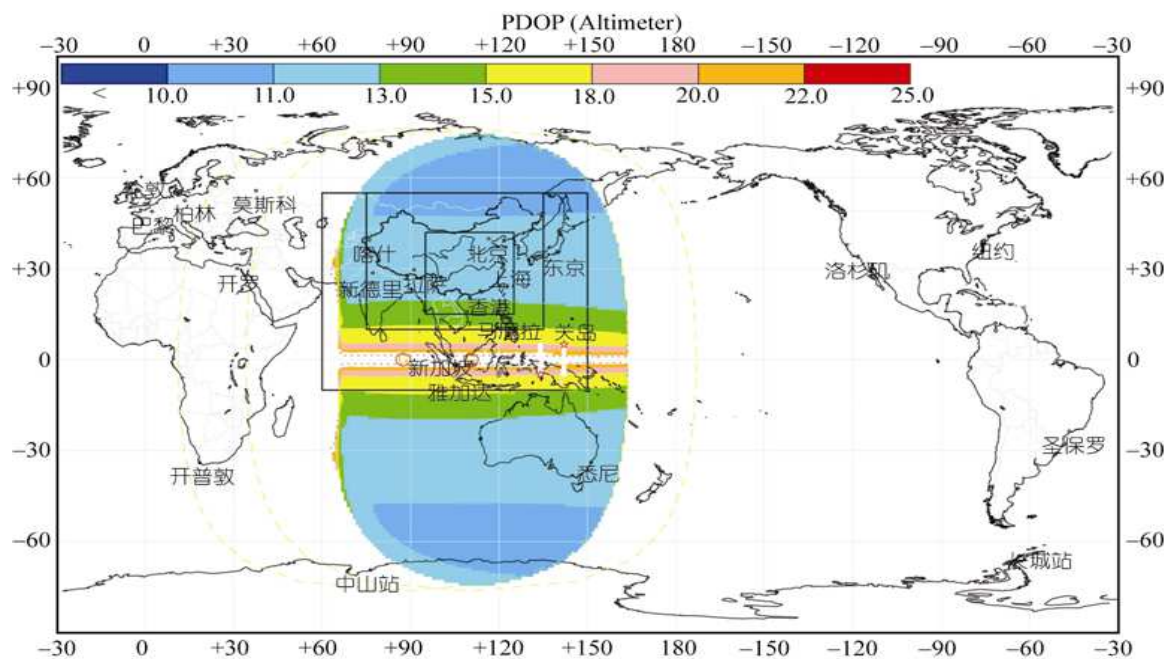 PDOP (Altimeter)
−30 0 +30 +60 +90 +120 +150 180 −150 −120 −90 −60 −30
+90 < 10.0 11.0 13.0 15.0 18.0 20.0 22.0 25.0 +90
+60 +60
伦敦 柏林 莫斯科
巴黎
喀什 北京 纽约
+30 开罗 新德里 拉萨 上海 东京 洛杉矶 +30
香港
马尼拉 关岛
0 新加坡 0
雅加达
−30 圣保罗 −30
开普敦 悉尼
−60 −60
中山站 长城站
−30 0 +30 +60 +90 +120 +150 180 −150 −120 −90 −60 −30